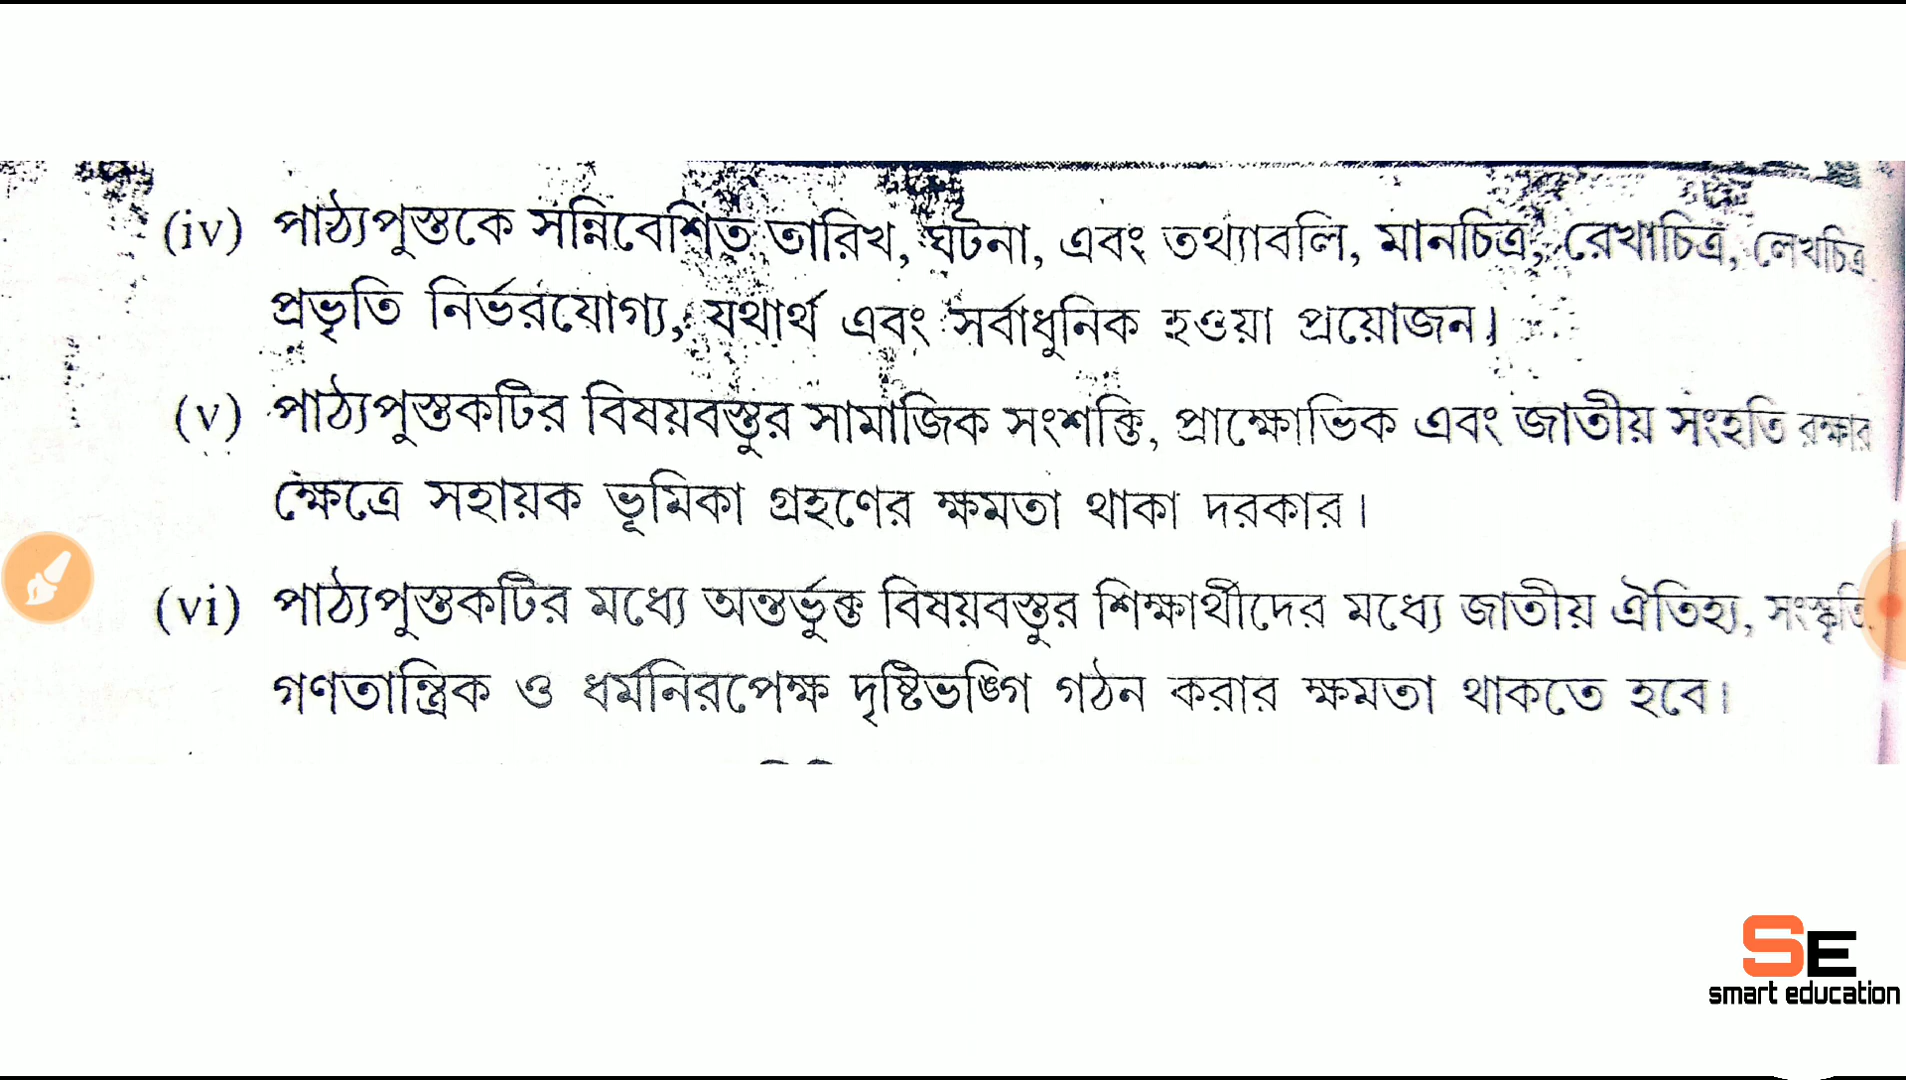 (iv) পাঠ্যপুস্তকে সন্নিবেশিত তারিখ, ঘটনা, এবং তথ্যাবলি, মানচিত্র, রেখাচিত্র, লেখচিত্র
প্রভৃতি নির্ভরযোগ্য, যথার্থ এবং সর্বাধুনিক হওয়া প্রয়োজন।
(v) পাঠ্যপুস্তকটির বিষয়বস্তুর সামাজিক সংশক্তি, প্রাক্ষোভিক এবং জাতীয় সংহতি রক্ষার
ক্ষেত্রে সহায়ক ভূমিকা গ্রহণের ক্ষমতা থাকা দরকার।
(vi) পাঠ্যপুস্তকটির মধ্যে অন্তর্ভুক্ত বিষয়বস্তুর শিক্ষার্থীদের মধ্যে জাতীয় ঐতিহ্য, সংস্কৃতি,
গণতান্ত্রিক ও ধর্মনিরপেক্ষ দৃষ্টিভঙ্গি গঠন করার ক্ষমতা থাকতে হবে।
SE
smart education